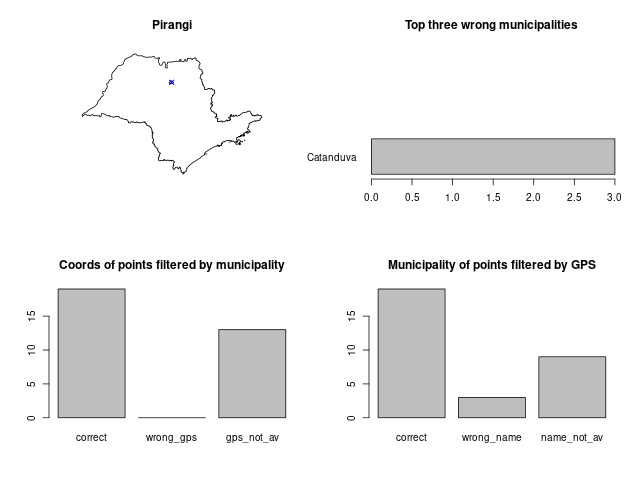 Pirangi
Top three wrong municipalities
Catanduva
0.0 0.5 1.0 1.5 2.0 2.5 3.0
Coords of points filtered by municipality
15
10
5
0
correct wrong_gps gps_not_av
Municipality of points filtered by GPS
15
10
5
0
correct wrong_name name_not_av